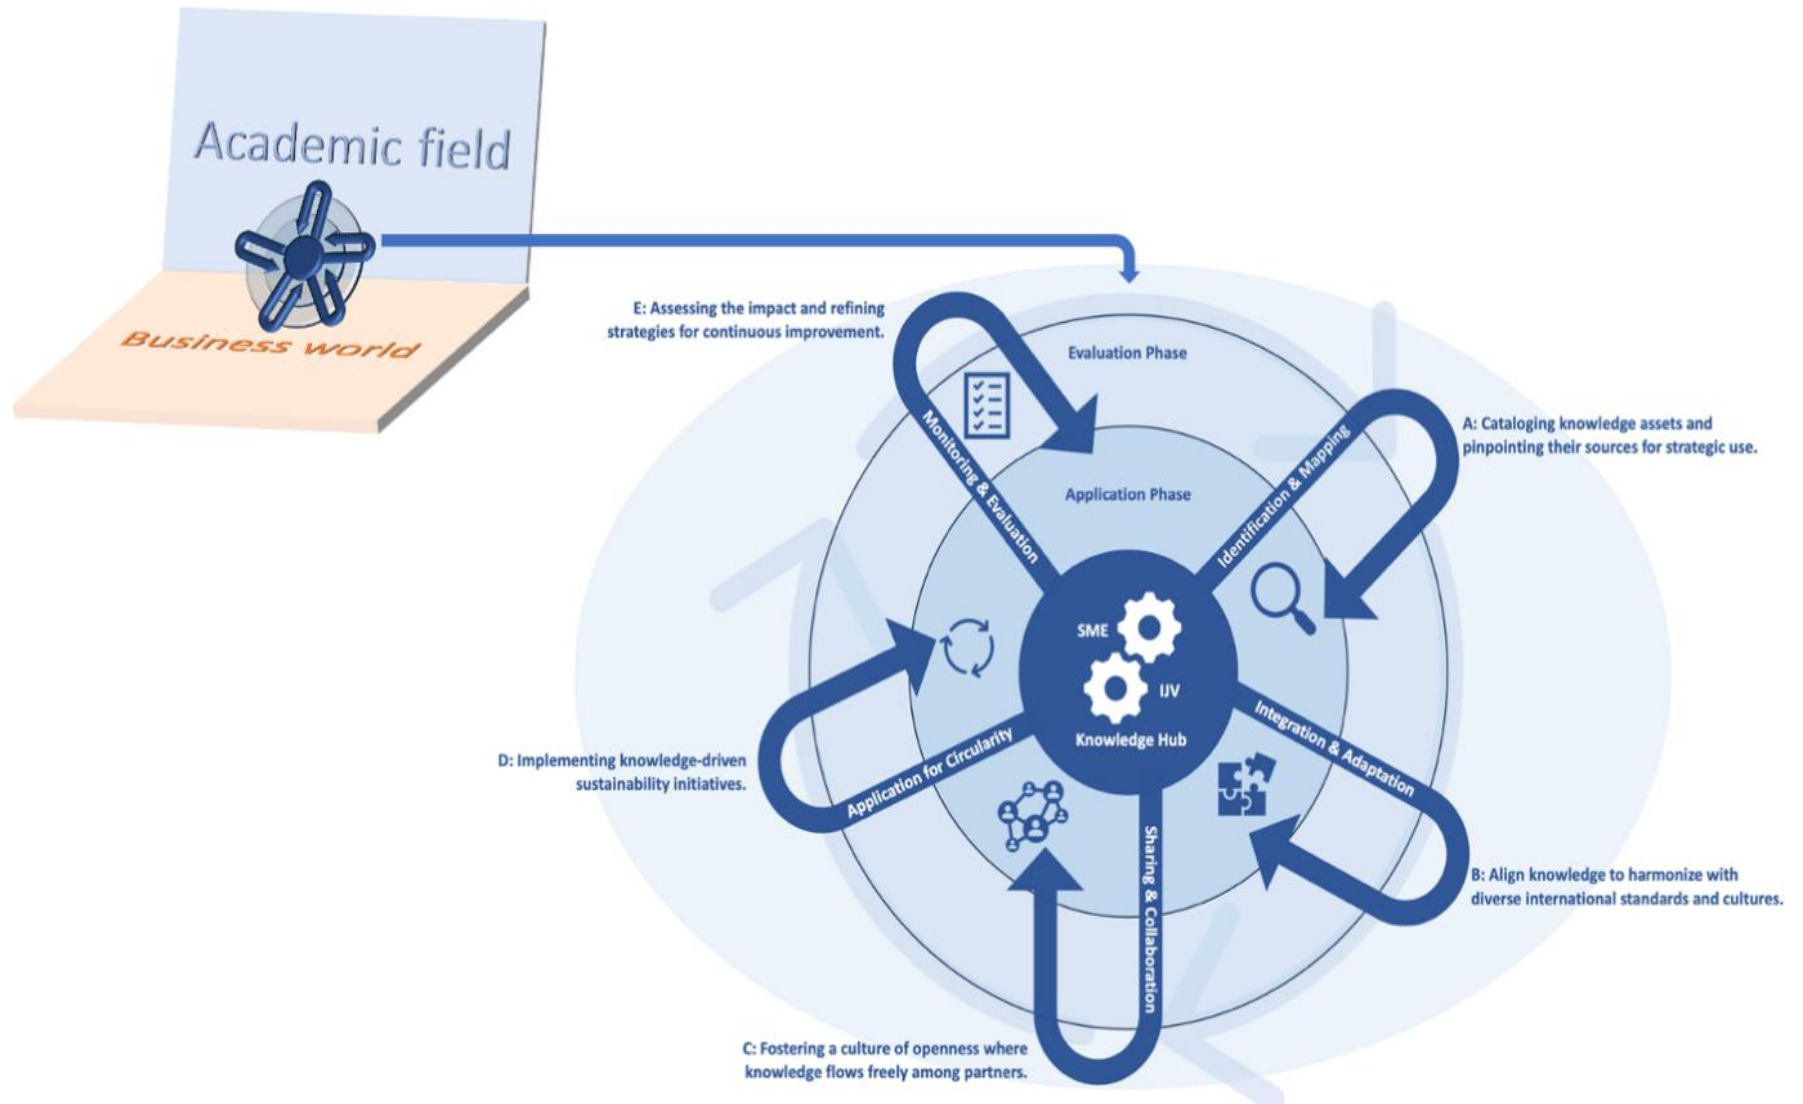 Academic field
Business world
E: Assessing the impact and refining
strategies for continuous improvement.
Evaluation Phase
A: Cataloging knowledge assets and
pinpointing their sources for strategic use.
Monitoring & Evaluation
Identification & Mapping
Application Phase
SME
IJV
Knowledge Hub
Integration & Adaptation
D: Implementing knowledge-driven
sustainability initiatives.
Application for Circularity
Sharing & Collaboration
B: Align knowledge to harmonize with
diverse international standards and cultures.
C: Fostering a culture of openness where
knowledge flows freely among partners.